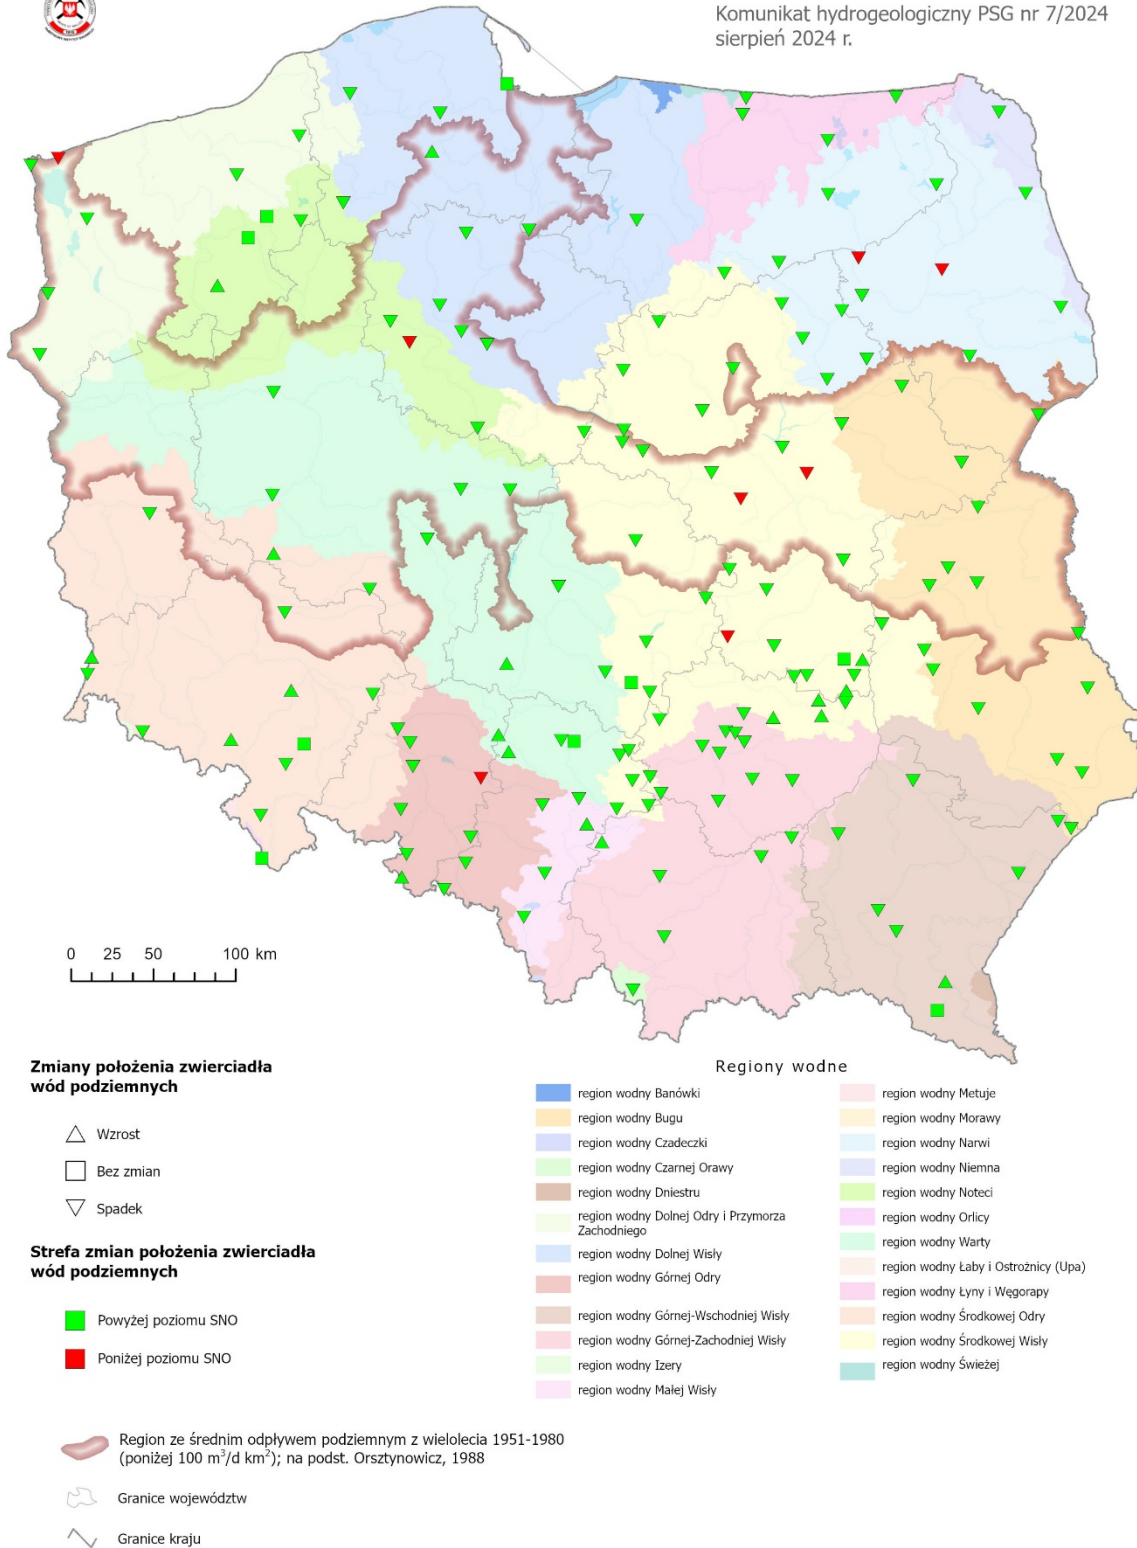 Komunikat hydrogeologiczny PSG nr 7/2024
sierpień 2024 r.
0 25 50 100 km
Zmiany położenia zwierciadła
wód podziemnych
Wzrost
Bez zmian
Spadek
Strefa zmian położenia zwierciadła
wód podziemnych
Powyżej poziomu SNO
Poniżej poziomu SNO
Regiony wodne
region wodny Banówki
region wodny Bugu
region wodny Czadeczki
region wodny Czarnej Orawy
region wodny Dniestru
region wodny Dolnej Odry i Przymorza
Zachodniego
region wodny Dolnej Wisły
region wodny Górnej Odry
region wodny Górnej-Wschodniej Wisły
region wodny Górnej-Zachodniej Wisły
region wodny Izery
region wodny Małej Wisły
region wodny Metuje
region wodny Morawy
region wodny Narwi
region wodny Niemna
region wodny Noteci
region wodny Orlicy
region wodny Warty
region wodny Łaby i Ostrożnicy (Upa)
region wodny Łyny i Węgorapy
region wodny Środkowej Odry
region wodny Środkowej Wisły
region wodny Świeżej
Region ze średnim odpływem podziemnym z wielolecia 1951-1980
(poniżej 100 m³/d km²); na podst. Orsztynowicz, 1988
Granice województw
Granice kraju